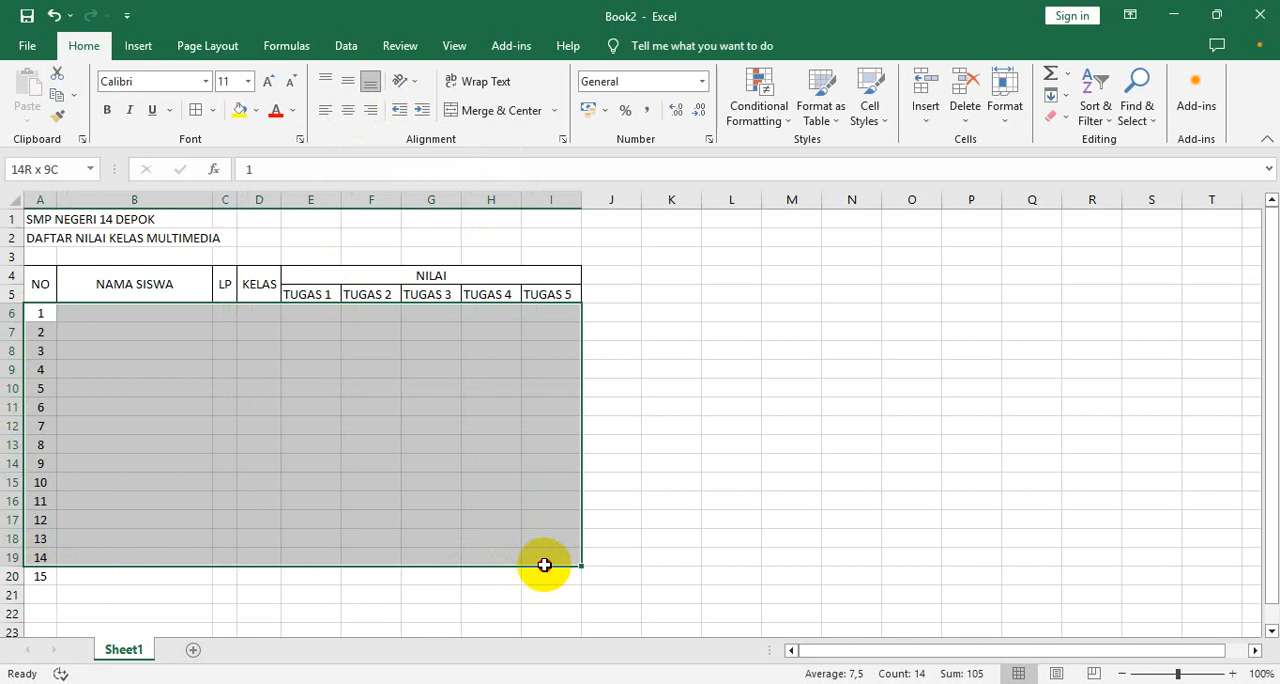 Book2 - Excel
Sign in
File Home Insert Page Layout Formulas Data Review View Add-ins Help Tell me what you want to do
Paste
Calibri 11
B I U A
Wrap Text
Merge & Center
General
Conditional Formatting
Format as Table
Cell Styles
Insert Delete Format
Sort & Filter
Find & Select
Add-ins
Clipboard Font Alignment Number Styles Cells Editing Add-ins
14R x 9C fx 1
A B C D E F G H I J K L M N O P Q R S T
1 SMP NEGERI 14 DEPOK
2 DAFTAR NILAI KELAS MULTIMEDIA
3
4 NO NAMA SISWA LP KELAS NILAI
5 TUGAS 1 TUGAS 2 TUGAS 3 TUGAS 4 TUGAS 5
6 1
7 2
8 3
9 4
10 5
11 6
12 7
13 8
14 9
15 10
16 11
17 12
18 13
19 14
20 15
21
22
23
Sheet1
Ready Average: 7,5 Count: 14 Sum: 105 100%